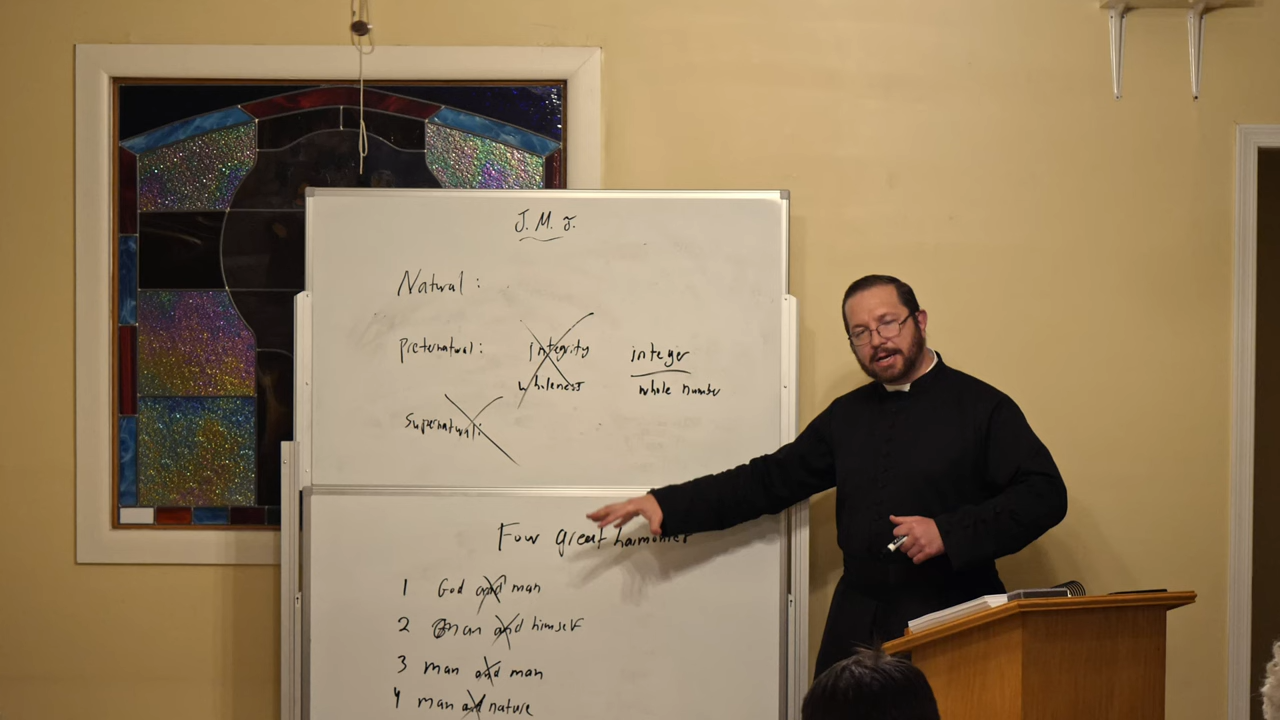 J. M. J.
Natural:
Preternatural: integrity integer
wholeness whole number
Supernatural:
Four great harmonies
1 God and man
2 man and himself
3 man and man
4 man and nature